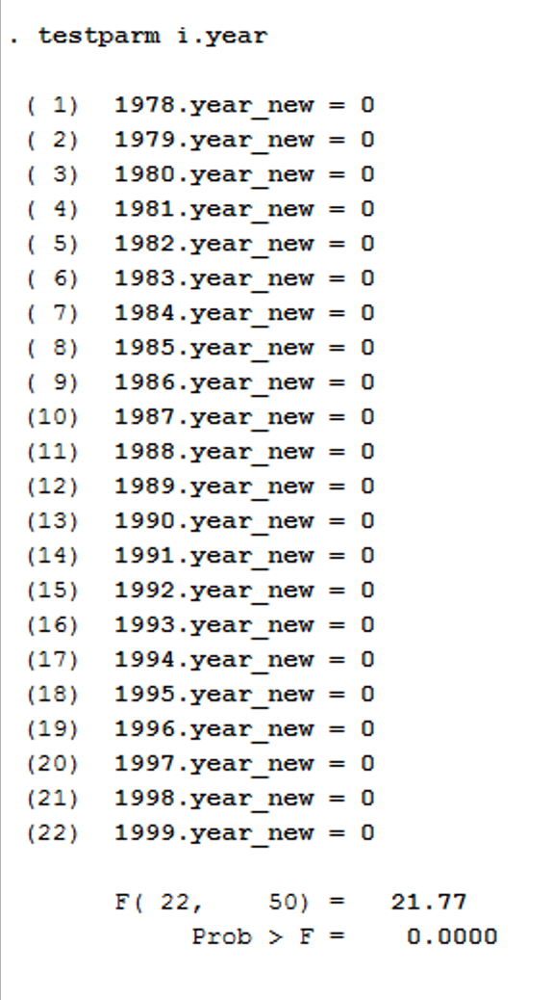 . testparm i.year
( 1) 1978.year_new = 0
( 2) 1979.year_new = 0
( 3) 1980.year_new = 0
( 4) 1981.year_new = 0
( 5) 1982.year_new = 0
( 6) 1983.year_new = 0
( 7) 1984.year_new = 0
( 8) 1985.year_new = 0
( 9) 1986.year_new = 0
(10) 1987.year_new = 0
(11) 1988.year_new = 0
(12) 1989.year_new = 0
(13) 1990.year_new = 0
(14) 1991.year_new = 0
(15) 1992.year_new = 0
(16) 1993.year_new = 0
(17) 1994.year_new = 0
(18) 1995.year_new = 0
(19) 1996.year_new = 0
(20) 1997.year_new = 0
(21) 1998.year_new = 0
(22) 1999.year_new = 0
F( 22, 50) = 21.77
Prob > F = 0.0000